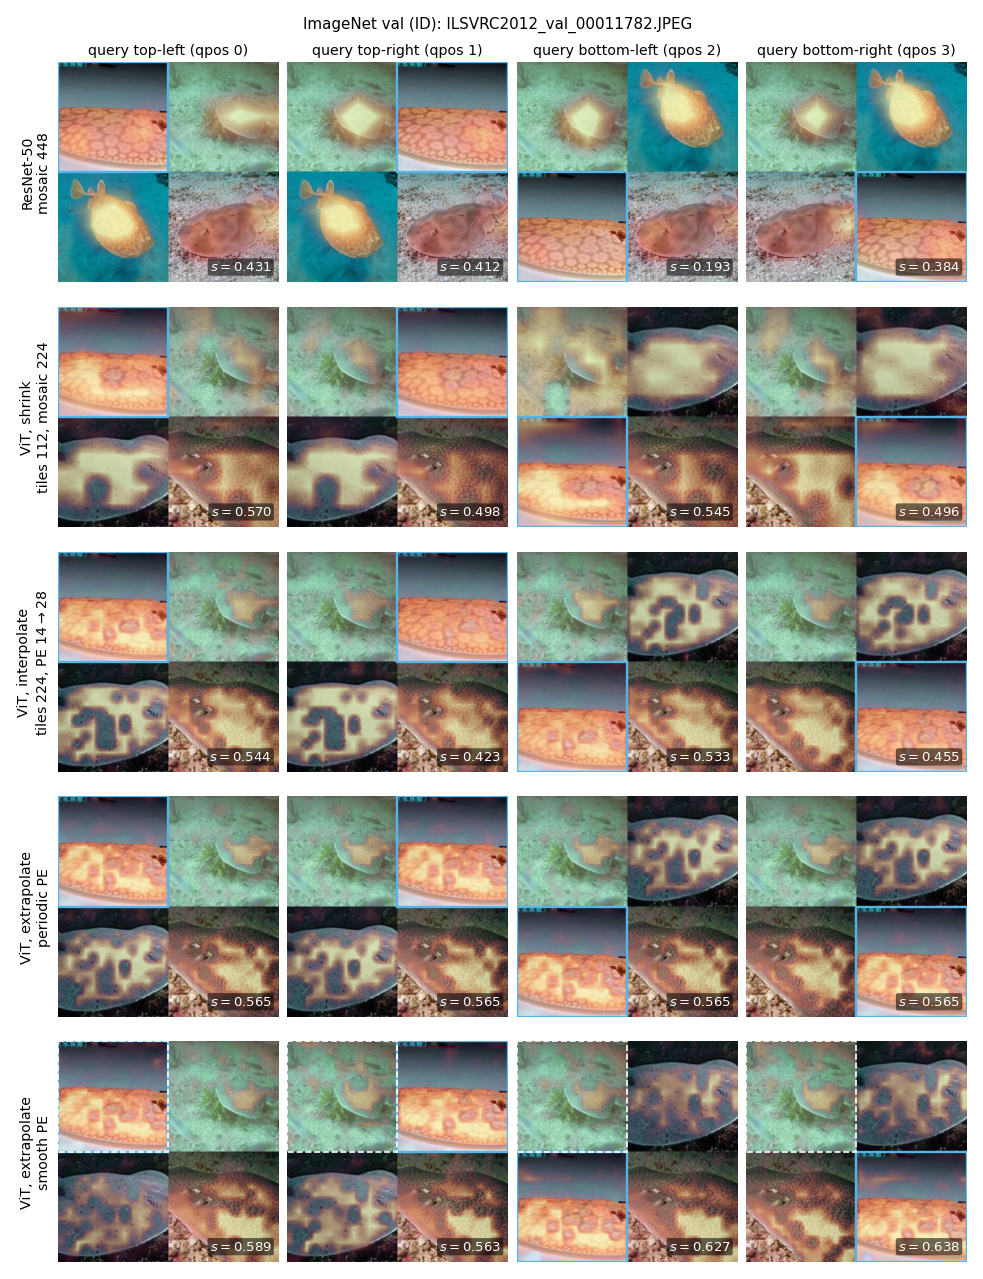 ImageNet val (ID): ILSVRC2012_val_00011782.JPEG
query top-left (qpos 0)
query top-right (qpos 1)
query bottom-left (qpos 2)
query bottom-right (qpos 3)
ResNet-50
mosaic 448
s = 0.431
s = 0.412
s = 0.193
s = 0.384
ViT, shrink
tiles 112, mosaic 224
s = 0.570
s = 0.498
s = 0.545
s = 0.496
ViT, interpolate
tiles 224, PE 14 → 28
s = 0.544
s = 0.423
s = 0.533
s = 0.455
ViT, extrapolate
periodic PE
s = 0.565
s = 0.565
s = 0.565
s = 0.565
ViT, extrapolate
smooth PE
s = 0.589
s = 0.563
s = 0.627
s = 0.638